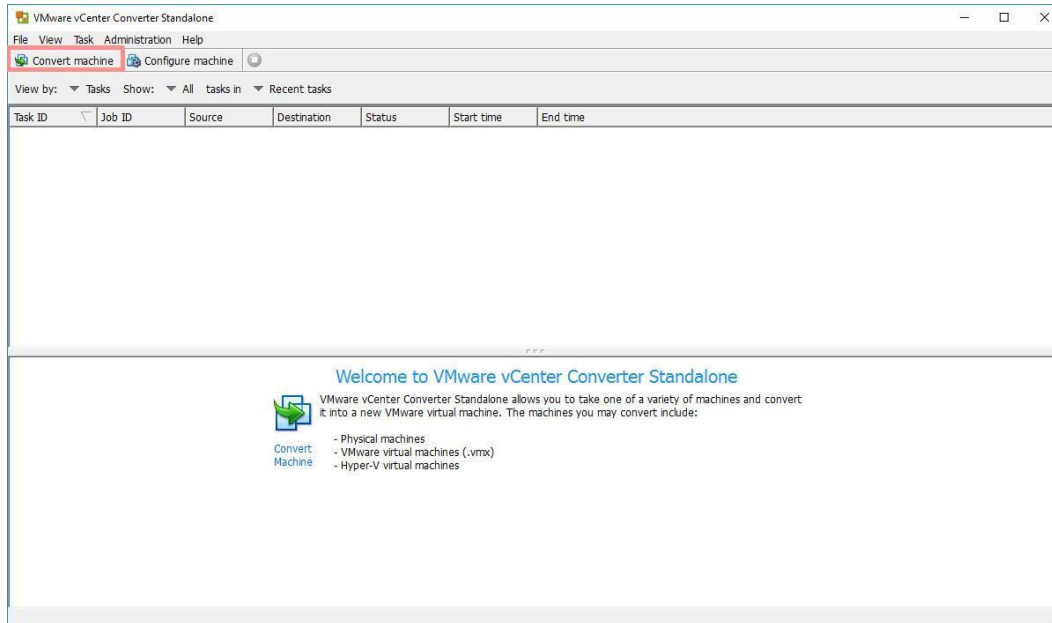 VMware vCenter Converter Standalone
File View Task Administration Help
Convert machine Configure machine
View by: Tasks Show: All tasks in Recent tasks
Task ID Job ID Source Destination Status Start time End time
Welcome to VMware vCenter Converter Standalone
VMware vCenter Converter Standalone allows you to take one of a variety of machines and convert
it into a new VMware virtual machine. The machines you may convert include:
- Physical machines
- VMware virtual machines (.vmx)
- Hyper-V virtual machines
Convert
Machine